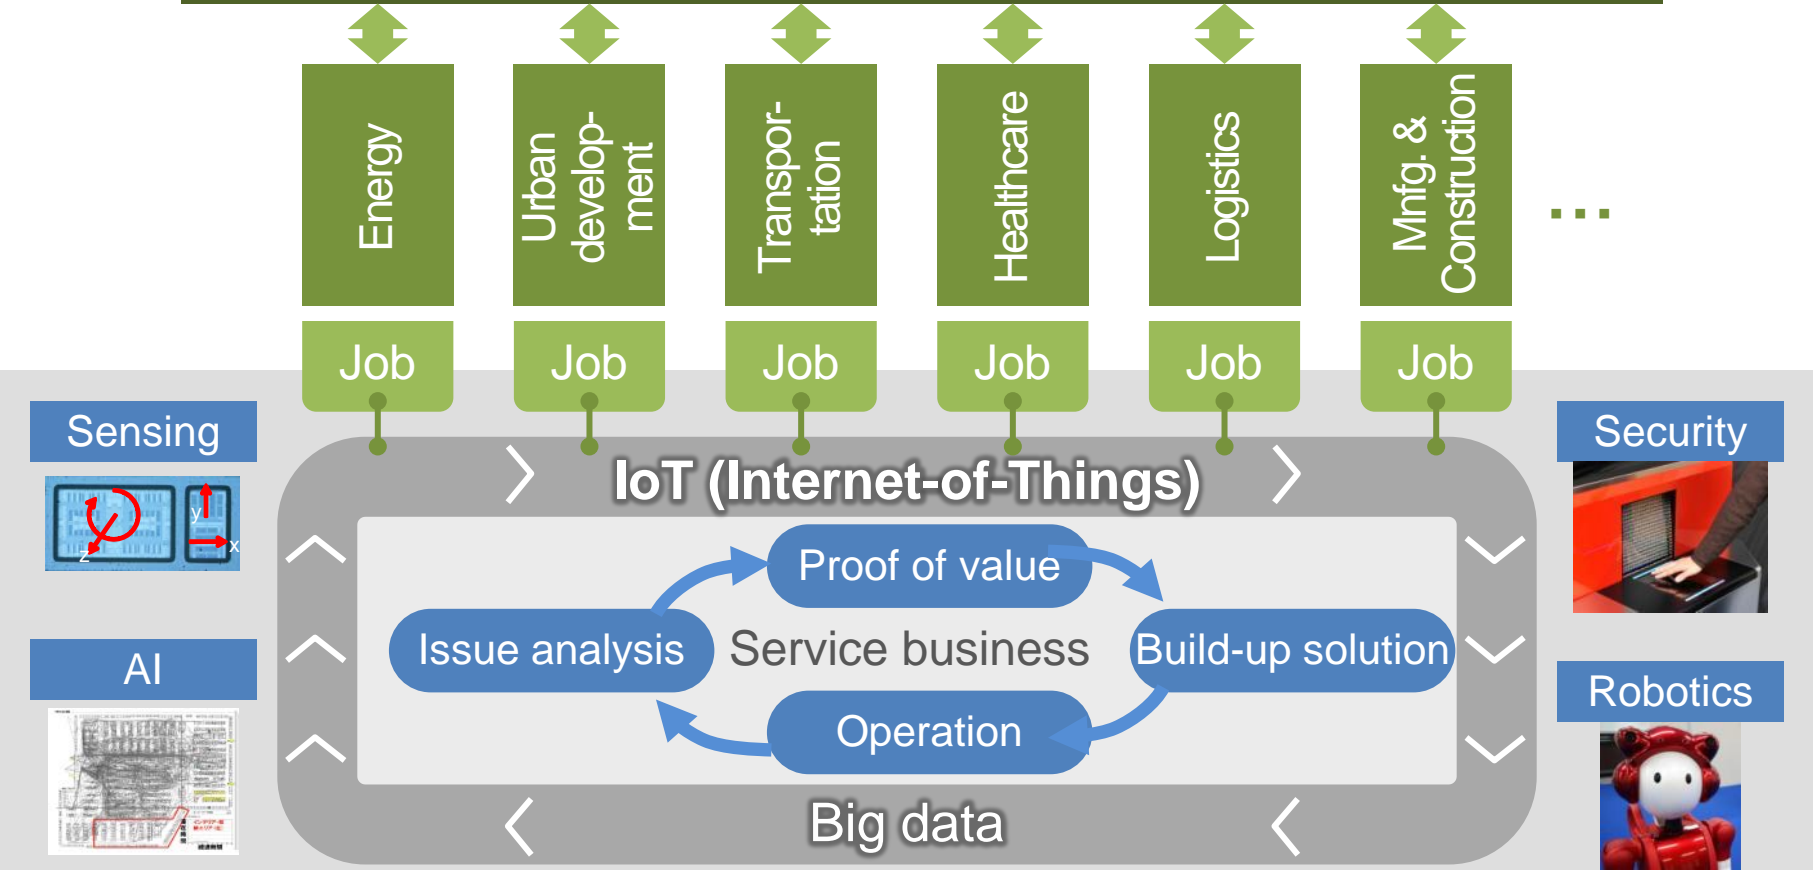 Energy
Urban
develop-
ment
Transpor-
tation
Healthcare
Logistics
Mnfg. &
Construction
...
Job
Job
Job
Job
Job
Job
Sensing
Security
IoT (Internet-of-Things)
y
x
z
Proof of value
Issue analysis
Service business
Build-up solution
AI
Robotics
Operation
Big data